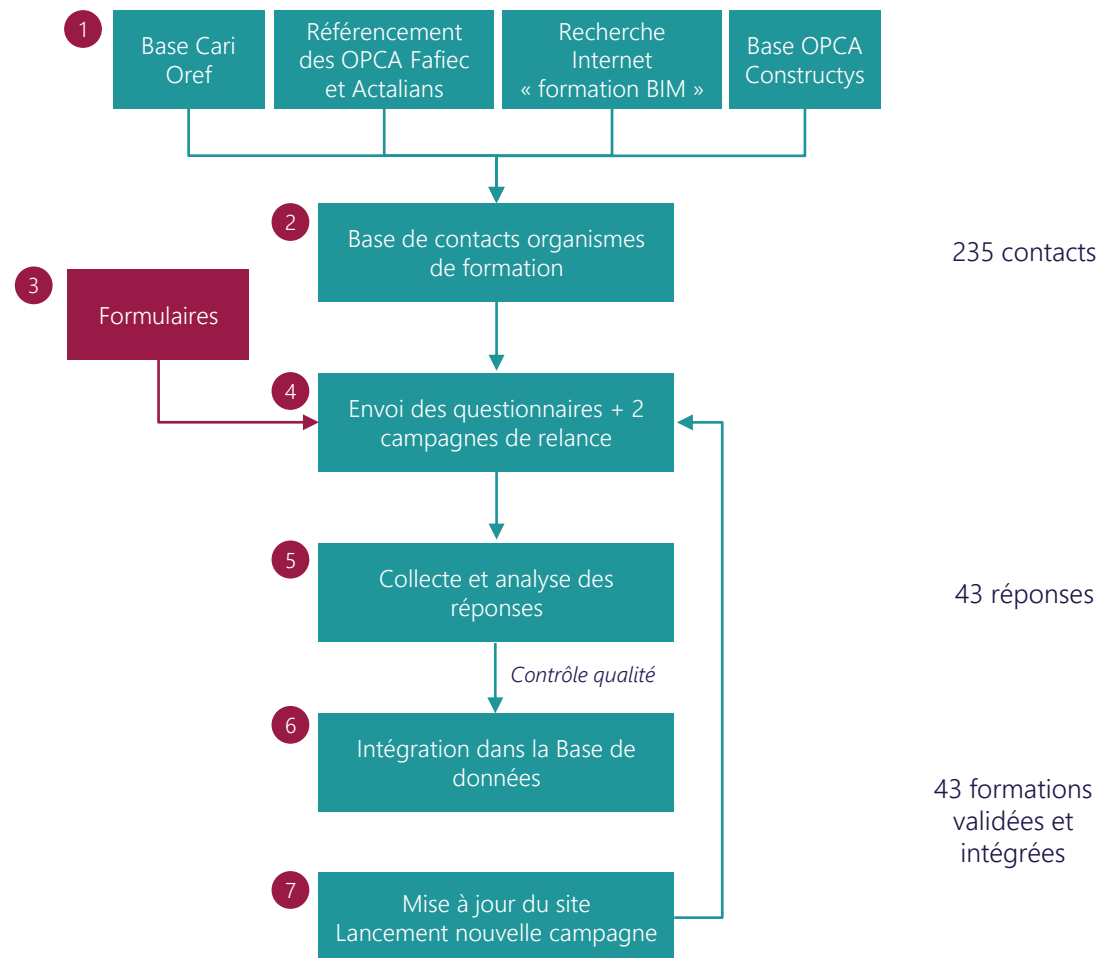 1
Base Cari
Oref
Référencement
des OPCA Fafiec
et Actalians
Recherche
Internet
« formation BIM »
Base OPCA
Constructys
2
Base de contacts organismes
de formation
235 contacts
3
Formulaires
4
Envoi des questionnaires + 2
campagnes de relance
5
Collecte et analyse des
réponses
43 réponses
Contrôle qualité
6
Intégration dans la Base de
données
43 formations
validées et
intégrées
7
Mise à jour du site
Lancement nouvelle campagne